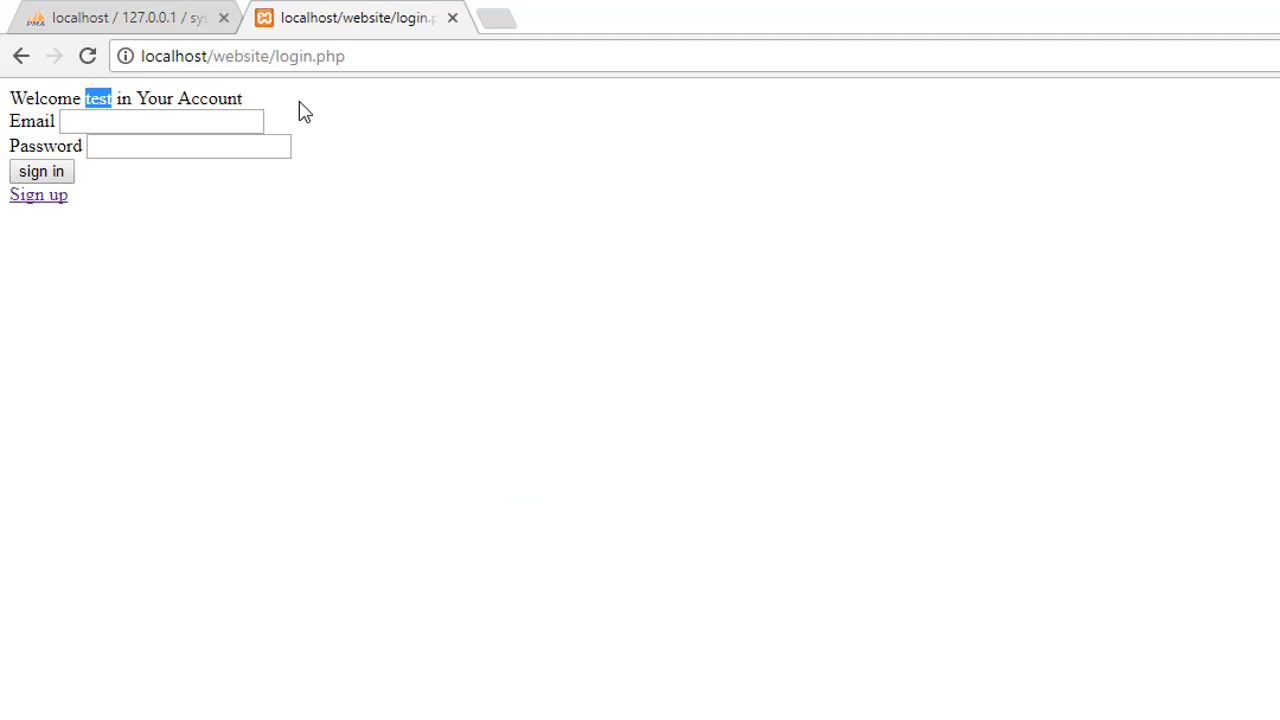 localhost / 127.0.0.1 / sys
localhost/website/login.p
localhost/website/login.php
Welcome test in Your Account
Email
Password
sign in
Sign up